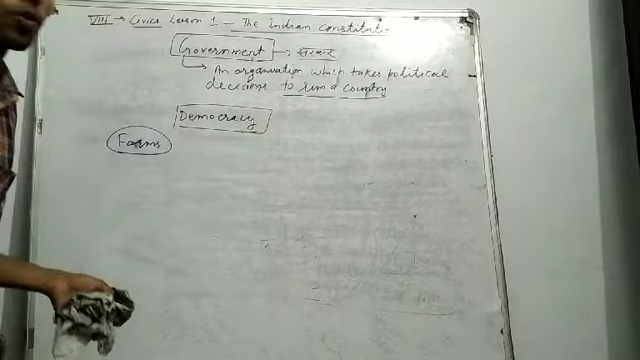 VIII → Civics Lesson 1 - The Indian Constitutio
Government → सरकार
An organisation which takes political
decisions to run a country
Democracy
Forms